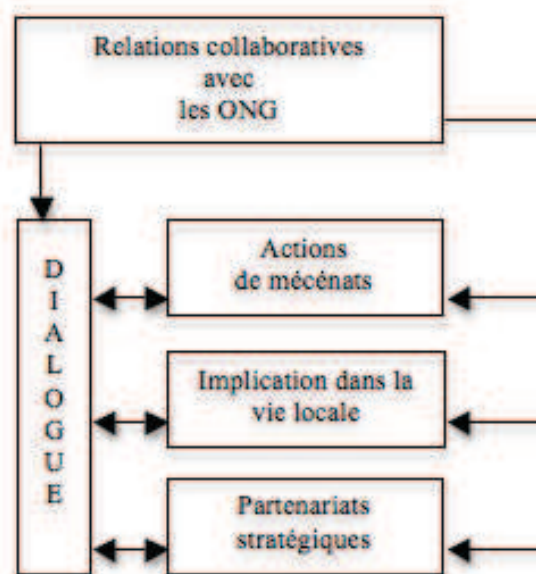 Relations collaboratives
avec
les ONG
D
I
A
L
O
G
U
E
Actions
de mécénats
Implication dans la
vie locale
Partenariats
stratégiques